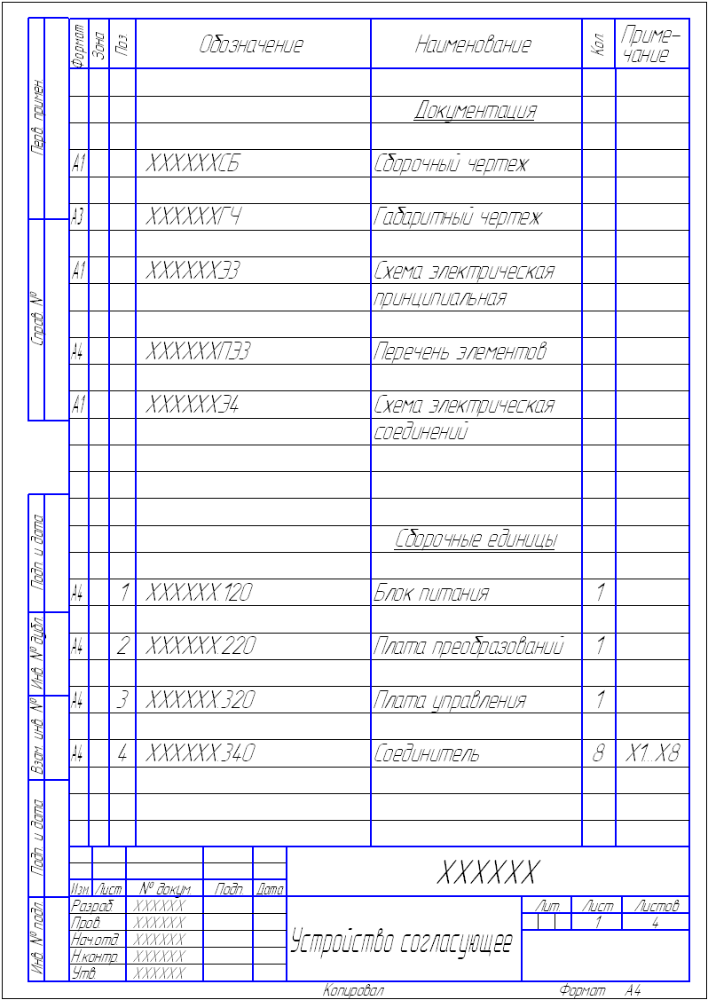 Формат Зона Поз. Обозначение Наименование Кол. Приме-
чание
Документация
А1 XXXXXXСБ Сборочный чертеж
А3 XXXXXXГЧ Габаритный чертеж
А1 XXXXXXЭ3 Схема электрическая
принципиальная
А4 XXXXXXПЭ3 Перечень элементов
А1 XXXXXXЭ4 Схема электрическая
соединений
Сборочные единицы
А4 1 XXXXXX.120 Блок питания 1
А4 2 XXXXXX.220 Плата преобразований 1
А4 3 XXXXXX.320 Плата управления 1
А4 4 XXXXXX.340 Соединитель 8 X1...X8
Перв. примен.
Справ. №
Подп. и дата
Инв. № дубл.
Взам. инв. №
Подп. и дата
Инв. № подл.
XXXXXX
Изм. Лист № докум. Подп. Дата
Разраб. XXXXXX
Пров. XXXXXX
Нач.отд. XXXXXX
Н.контр. XXXXXX
Утв. XXXXXX
Устройство согласующее
Лит. Лист Листов
1 4
Копировал Формат А4